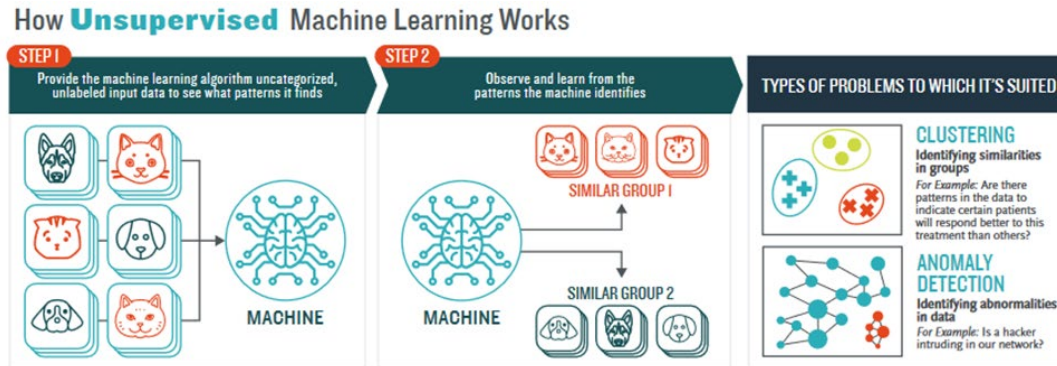 How Unsupervised Machine Learning Works
STEP 1
Provide the machine learning algorithm uncategorized,
unlabeled input data to see what patterns it finds
MACHINE
STEP 2
Observe and learn from the
patterns the machine identifies
SIMILAR GROUP 1
MACHINE
SIMILAR GROUP 2
TYPES OF PROBLEMS TO WHICH IT'S SUITED
CLUSTERING
Identifying similarities
in groups
For Example: Are there
patterns in the data to
indicate certain patients
will respond better to this
treatment than others?
ANOMALY
DETECTION
Identifying abnormalities
in data
For Example: Is a hacker
intruding in our network?